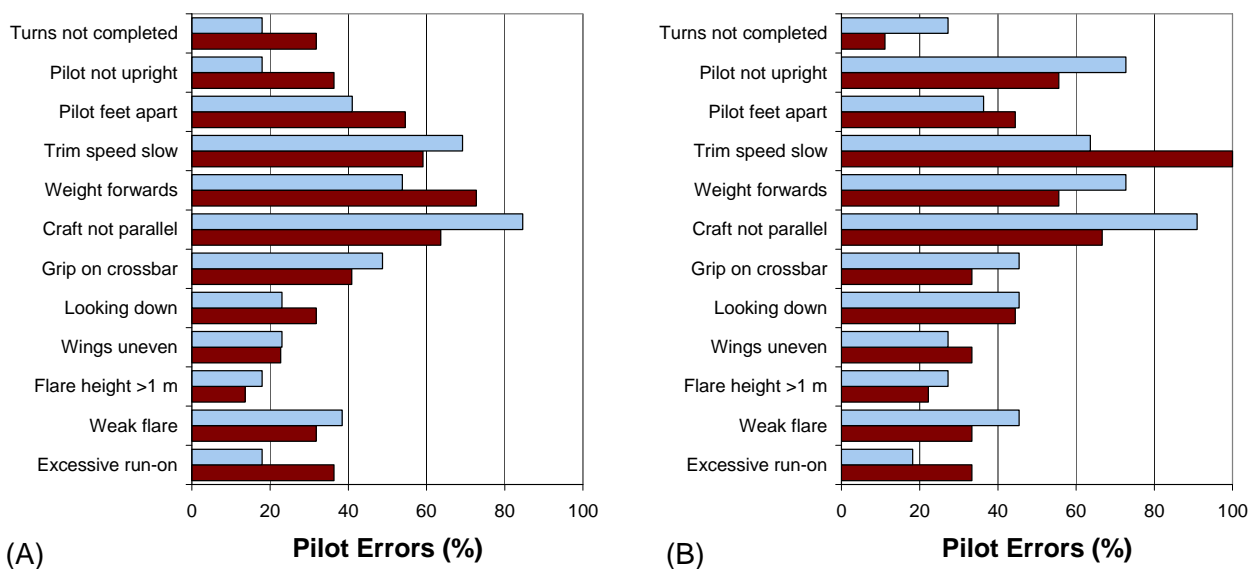 Turns not completed
Pilot not upright
Pilot feet apart
Trim speed slow
Weight forwards
Craft not parallel
Grip on crossbar
Looking down
Wings uneven
Flare height >1 m
Weak flare
Excessive run-on
0 20 40 60 80 100
Pilot Errors (%)
(A)
Turns not completed
Pilot not upright
Pilot feet apart
Trim speed slow
Weight forwards
Craft not parallel
Grip on crossbar
Looking down
Wings uneven
Flare height >1 m
Weak flare
Excessive run-on
0 20 40 60 80 100
Pilot Errors (%)
(B)